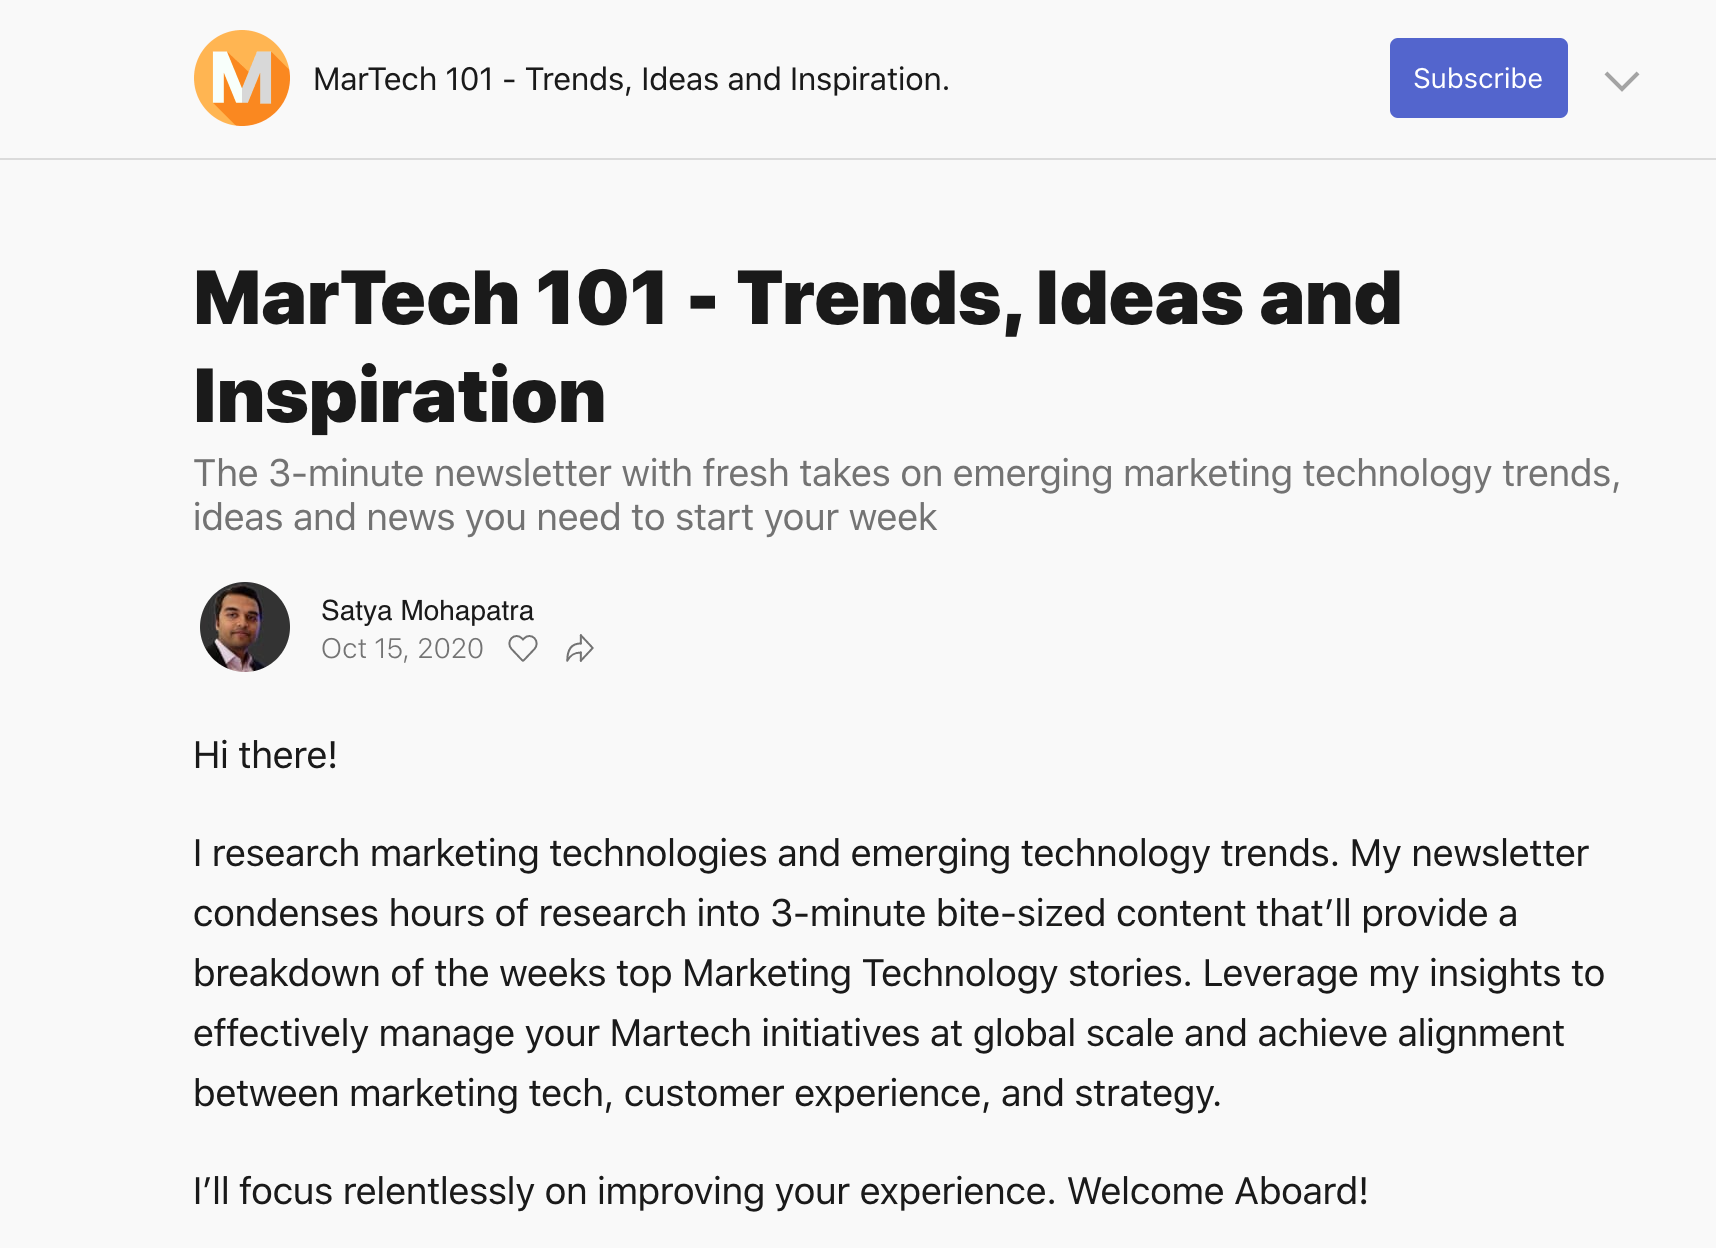 M
MarTech 101 - Trends, Ideas and Inspiration.
Subscribe
MarTech 101 - Trends, Ideas and
Inspiration
The 3-minute newsletter with fresh takes on emerging marketing technology trends,
ideas and news you need to start your week
Satya Mohapatra
Oct 15, 2020
Hi there!
I research marketing technologies and emerging technology trends. My newsletter
condenses hours of research into 3-minute bite-sized content that’ll provide a
breakdown of the weeks top Marketing Technology stories. Leverage my insights to
effectively manage your Martech initiatives at global scale and achieve alignment
between marketing tech, customer experience, and strategy.
I’ll focus relentlessly on improving your experience. Welcome Aboard!